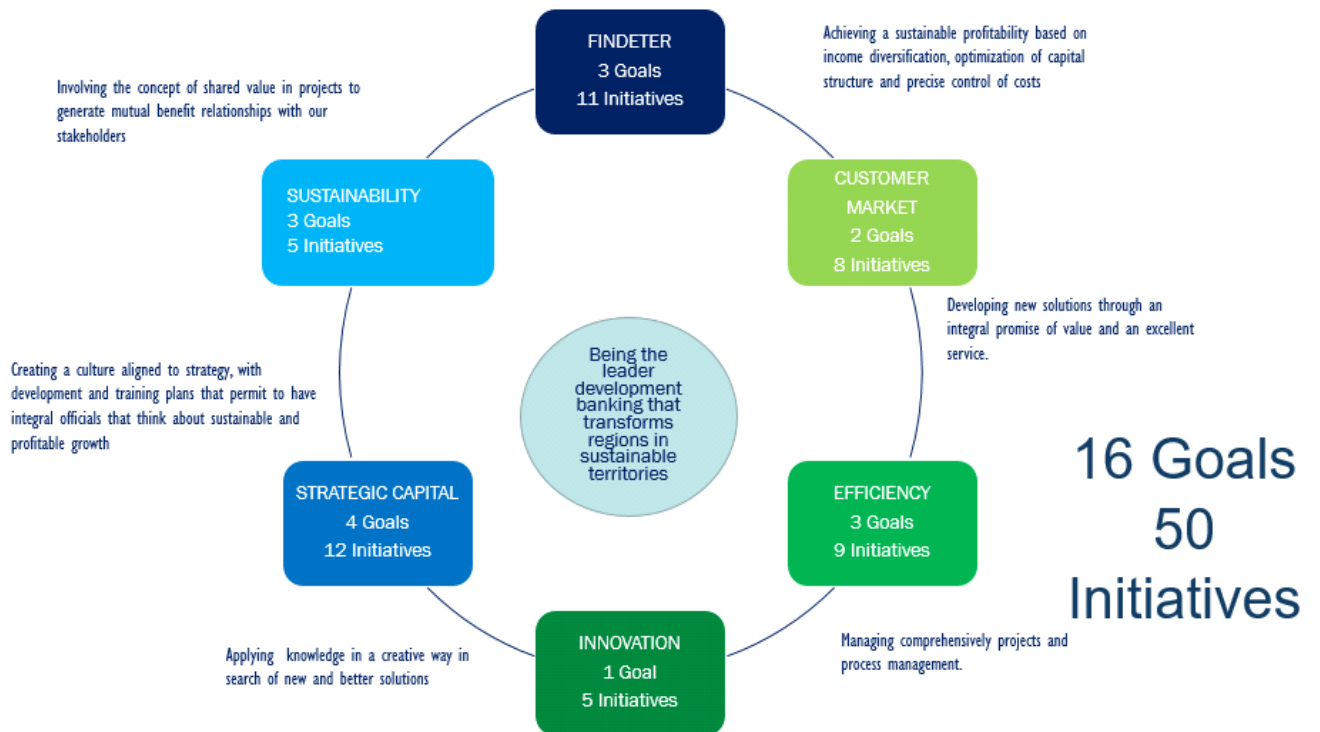 FINDETER
3 Goals
11 Initiatives
Achieving a sustainable profitability based on
income diversification, optimization of capital
structure and precise control of costs
Involving the concept of shared value in projects to
generate mutual benefit relationships with our
stakeholders
SUSTAINABILITY
3 Goals
5 Initiatives
CUSTOMER
MARKET
2 Goals
8 Initiatives
Developing new solutions through an
integral promise of value and an excellent
service.
Being the
leader
development
banking that
transforms
regions in
sustainable
territories
Creating a culture aligned to strategy, with
development and training plans that permit to have
integral officials that think about sustainable and
profitable growth
STRATEGIC CAPITAL
4 Goals
12 Initiatives
EFFICIENCY
3 Goals
9 Initiatives
16 Goals
50
Initiatives
Applying knowledge in a creative way in
search of new and better solutions
INNOVATION
1 Goal
5 Initiatives
Managing comprehensively projects and
process management.